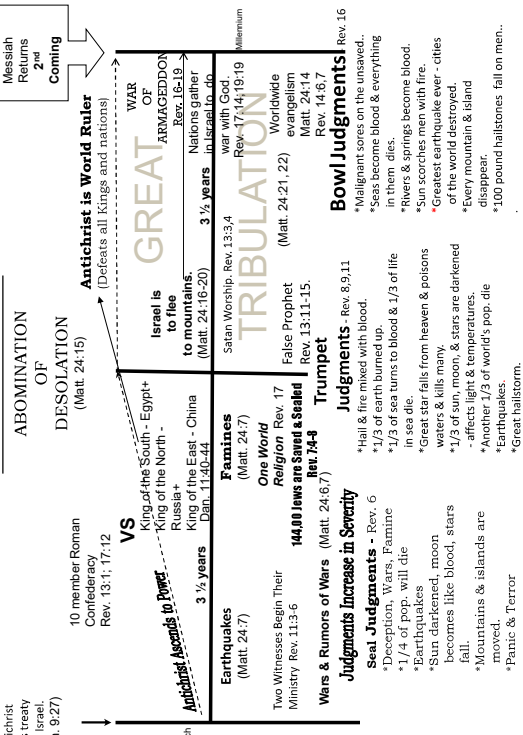 ichrist
s treaty
Israel.
9:27)
10 member Roman
Confederacy
Rev. 13:1; 17:12
ABOMINATION
OF
DESOLATION
(Matt. 24:15)
Antichrist is World Ruler
(Defeats all Kings and nations)
Messiah
Returns
2nd
Coming
VS
King of the South - Egypt+
King of the North -
Russia+
King of the East - China
Dan. 11:40-44
Antichrist Ascends to Power
3 ½ years
Israel is
to flee
to mountains.
(Matt. 24:16-20)
GREAT
WAR
OF
ARMAGEDDON
Rev. 16-19
Nations gather
in Israel to do
3 ½ years
war with God.
Rev. 17:14;19:19
Millennium
ch
Earthquakes
(Matt. 24:7)
Famines
(Matt. 24:7)
Two Witnesses Begin Their
Ministry Rev. 11:3-6
One World
Religion Rev. 17
144,00 Jews are Saved & Sealed
Rev. 7:4-8
Wars & Rumors of Wars (Matt. 24:6,7)
Satan Worship. Rev. 13:3,4
TRIBULATION
(Matt. 24:21, 22)
False Prophet
Rev. 13:11-15.
Worldwide
evangelism
Matt. 24:14
Rev. 14:6,7
Judgments Increase in Severity
Seal Judgments - Rev. 6
*Deception, Wars, Famine
*1/4 of pop. will die
*Earthquakes
*Sun darkened, moon
becomes like blood, stars
fall.
*Mountains & islands are
moved.
*Panic & Terror
Trumpet
Judgments - Rev. 8,9,11
*Hail & fire mixed with blood.
*1/3 of earth burned up.
*1/3 of sea turns to blood & 1/3 of life
in sea die.
*Great star falls from heaven & poisons
waters & kills many.
*1/3 of sun, moon, & stars are darkened
- affects light & temperatures.
*Another 1/3 of world's pop. die
*Earthquakes.
*Great hailstorm.
Bowl Judgments Rev. 16
*Malignant sores on the unsaved..
*Seas become blood & everything
in them dies.
*Rivers & springs become blood.
*Sun scorches men with fire.
*Greatest earthquake ever - cities
of the world destroyed.
*Every mountain & island
disappear.
*100 pound hailstones fall on men..
.